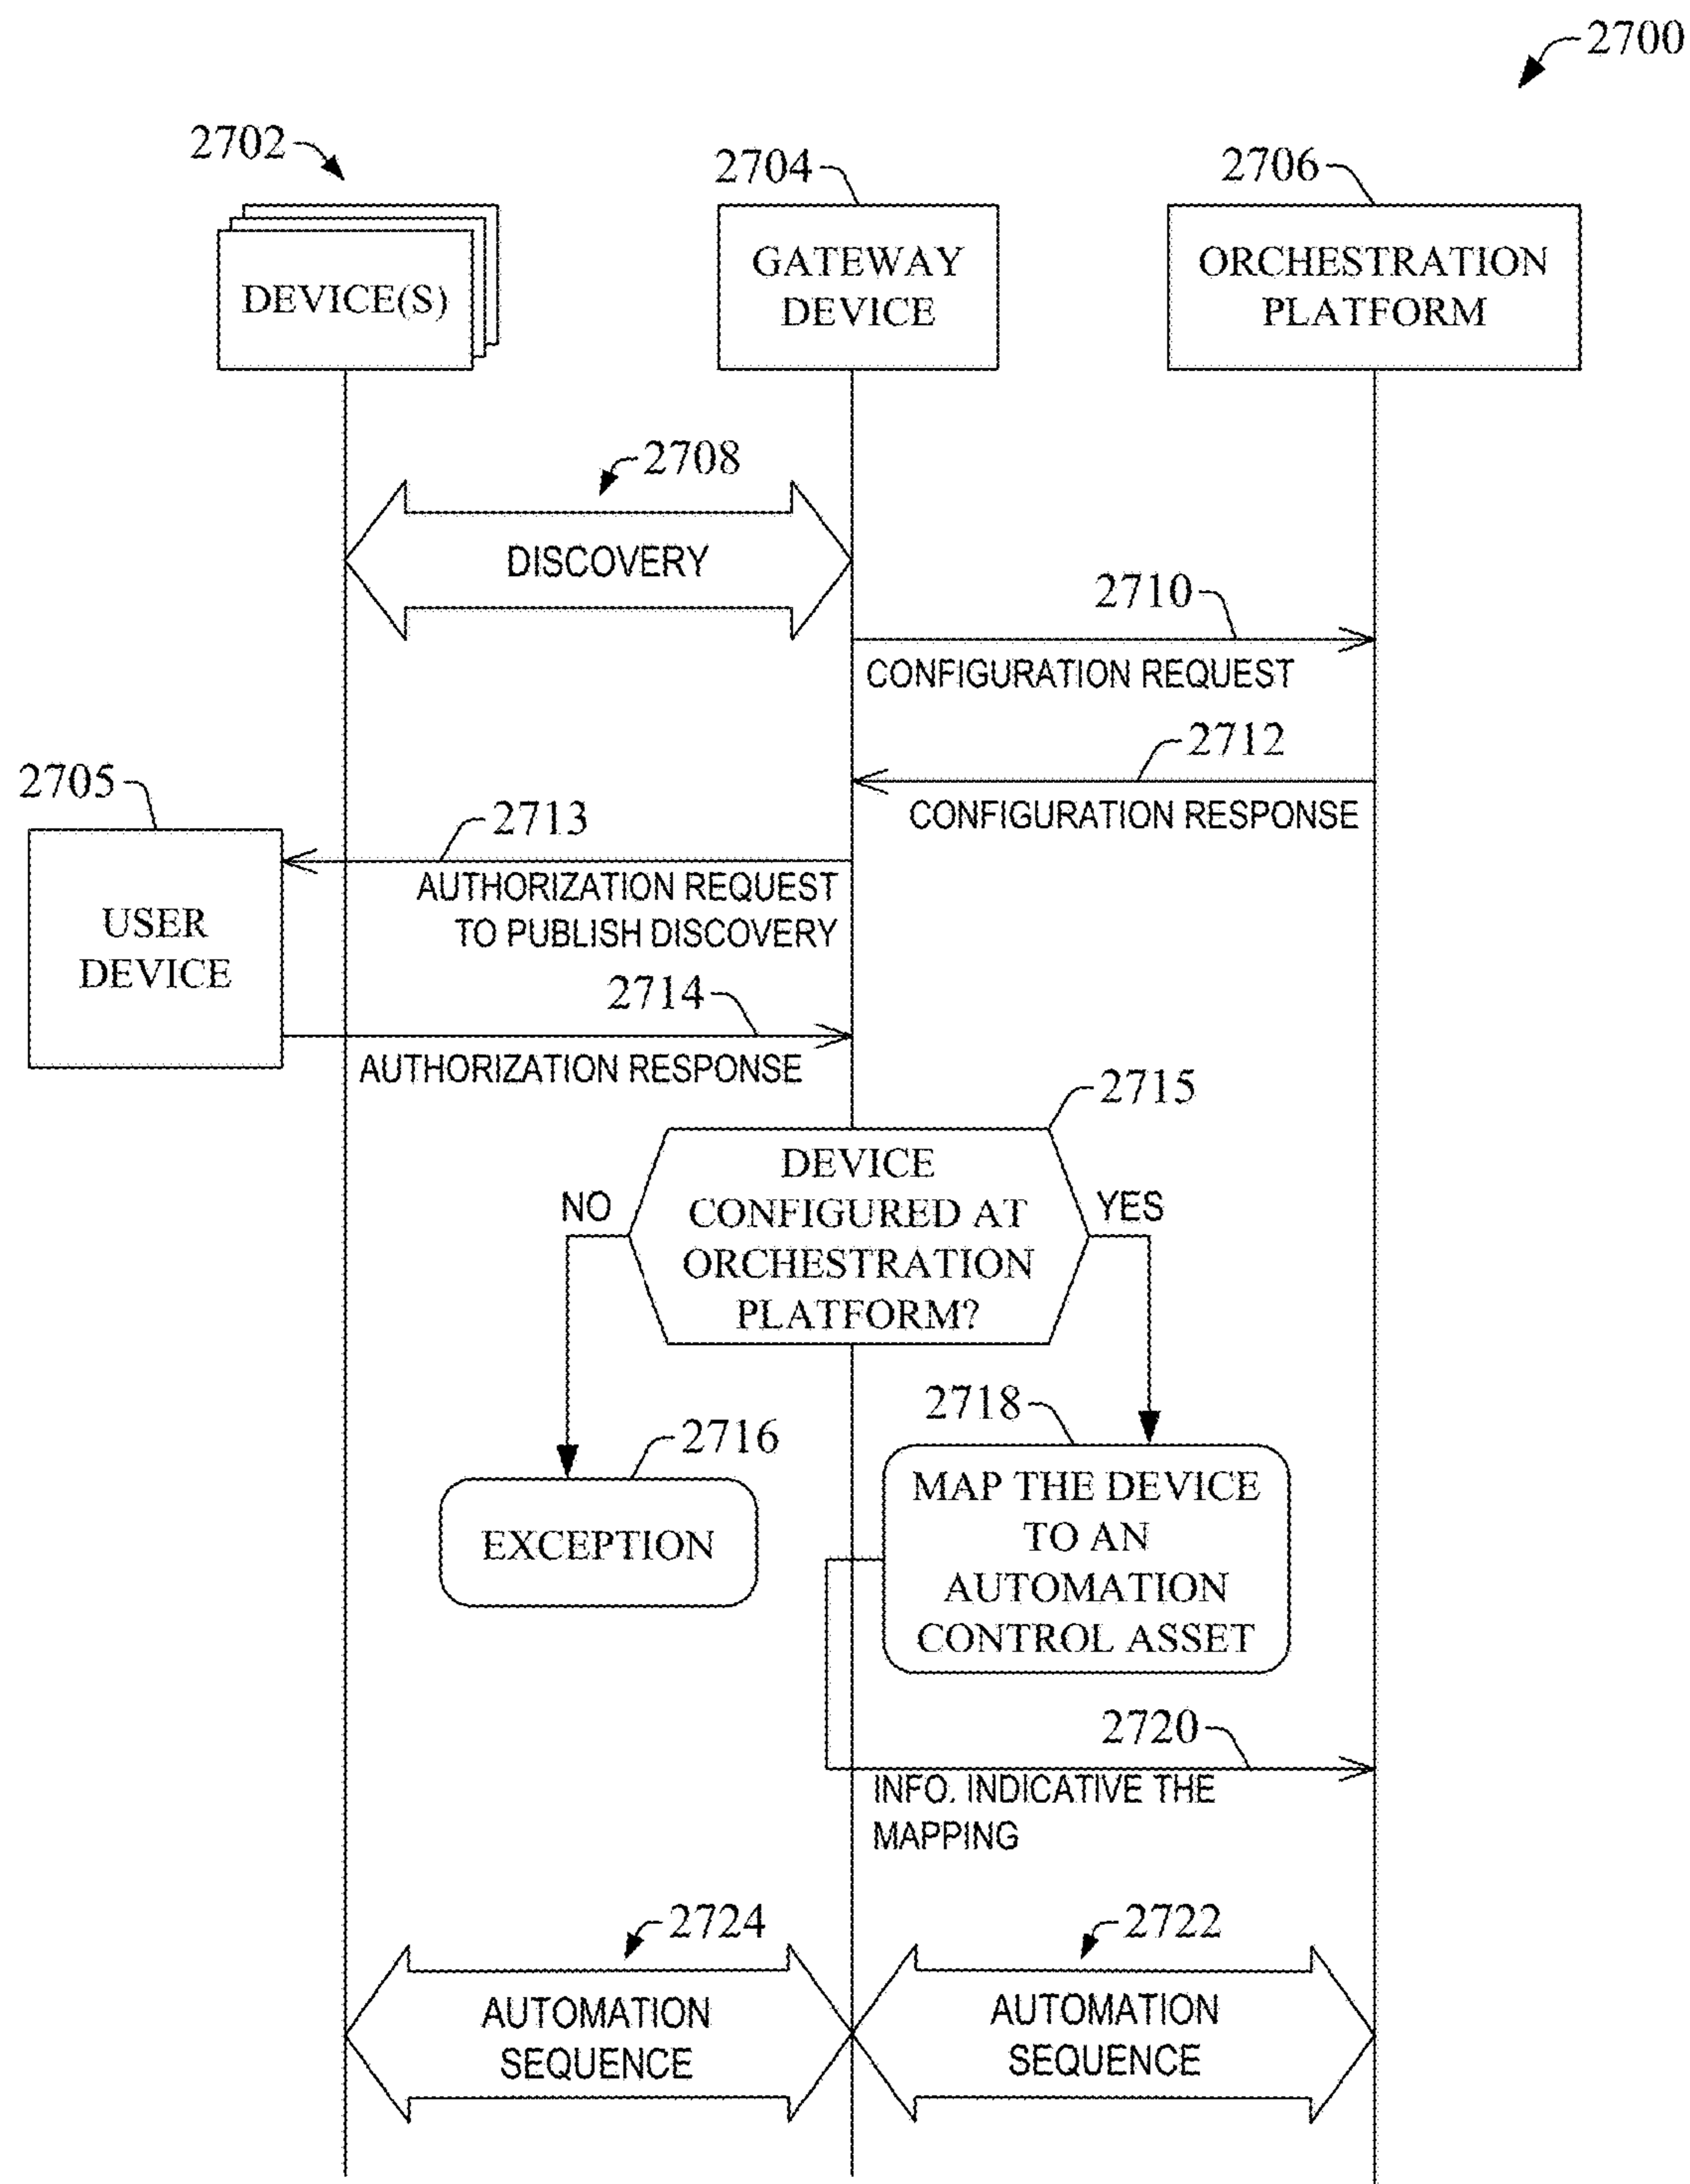 2700
2702
2704
2706
DEVICE(S)
GATEWAY
DEVICE
ORCHESTRATION
PLATFORM
2708
DISCOVERY
2710
CONFIGURATION REQUEST
2712
CONFIGURATION RESPONSE
2705
USER
DEVICE
2713
AUTHORIZATION REQUEST
TO PUBLISH DISCOVERY
2714
AUTHORIZATION RESPONSE
2715
DEVICE
CONFIGURED AT
ORCHESTRATION
PLATFORM?
NO
YES
2716
EXCEPTION
2718
MAP THE DEVICE
TO AN
AUTOMATION
CONTROL ASSET
2720
INFO. INDICATIVE THE
MAPPING
2724
AUTOMATION
SEQUENCE
2722
AUTOMATION
SEQUENCE